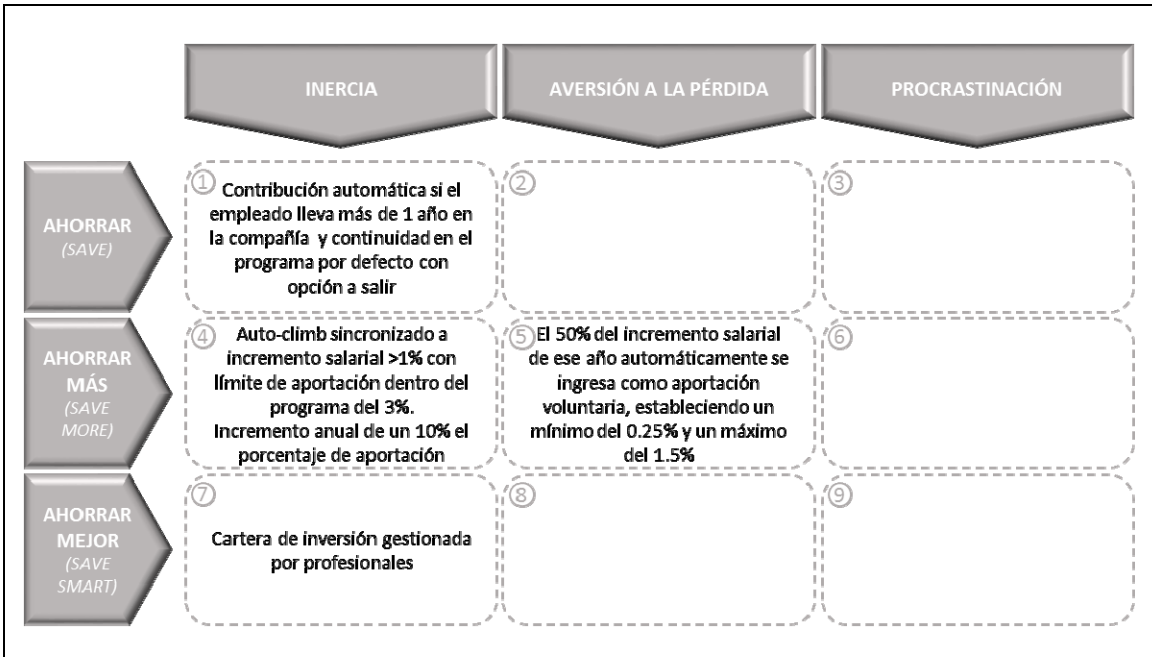 INERCIA
AVERSIÓN A LA PÉRDIDA
PROCRASTINACIÓN
AHORRAR
(SAVE)
1
Contribución automática si el
empleado lleva más de 1 año en
la compañía y continuidad en el
programa por defecto con
opción a salir
2
3
AHORRAR
MÁS
(SAVE
MORE)
4
Auto-climb sincronizado a
incremento salarial >1% con
límite de aportación dentro del
programa del 3%.
Incremento anual de un 10% el
porcentaje de aportación
5
El 50% del incremento salarial
de ese año automáticamente se
ingresa como aportación
voluntaria, estableciendo un
mínimo del 0.25% y un máximo
del 1.5%
6
AHORRAR
MEJOR
(SAVE
SMART)
7
Cartera de inversión gestionada
por profesionales
8
9